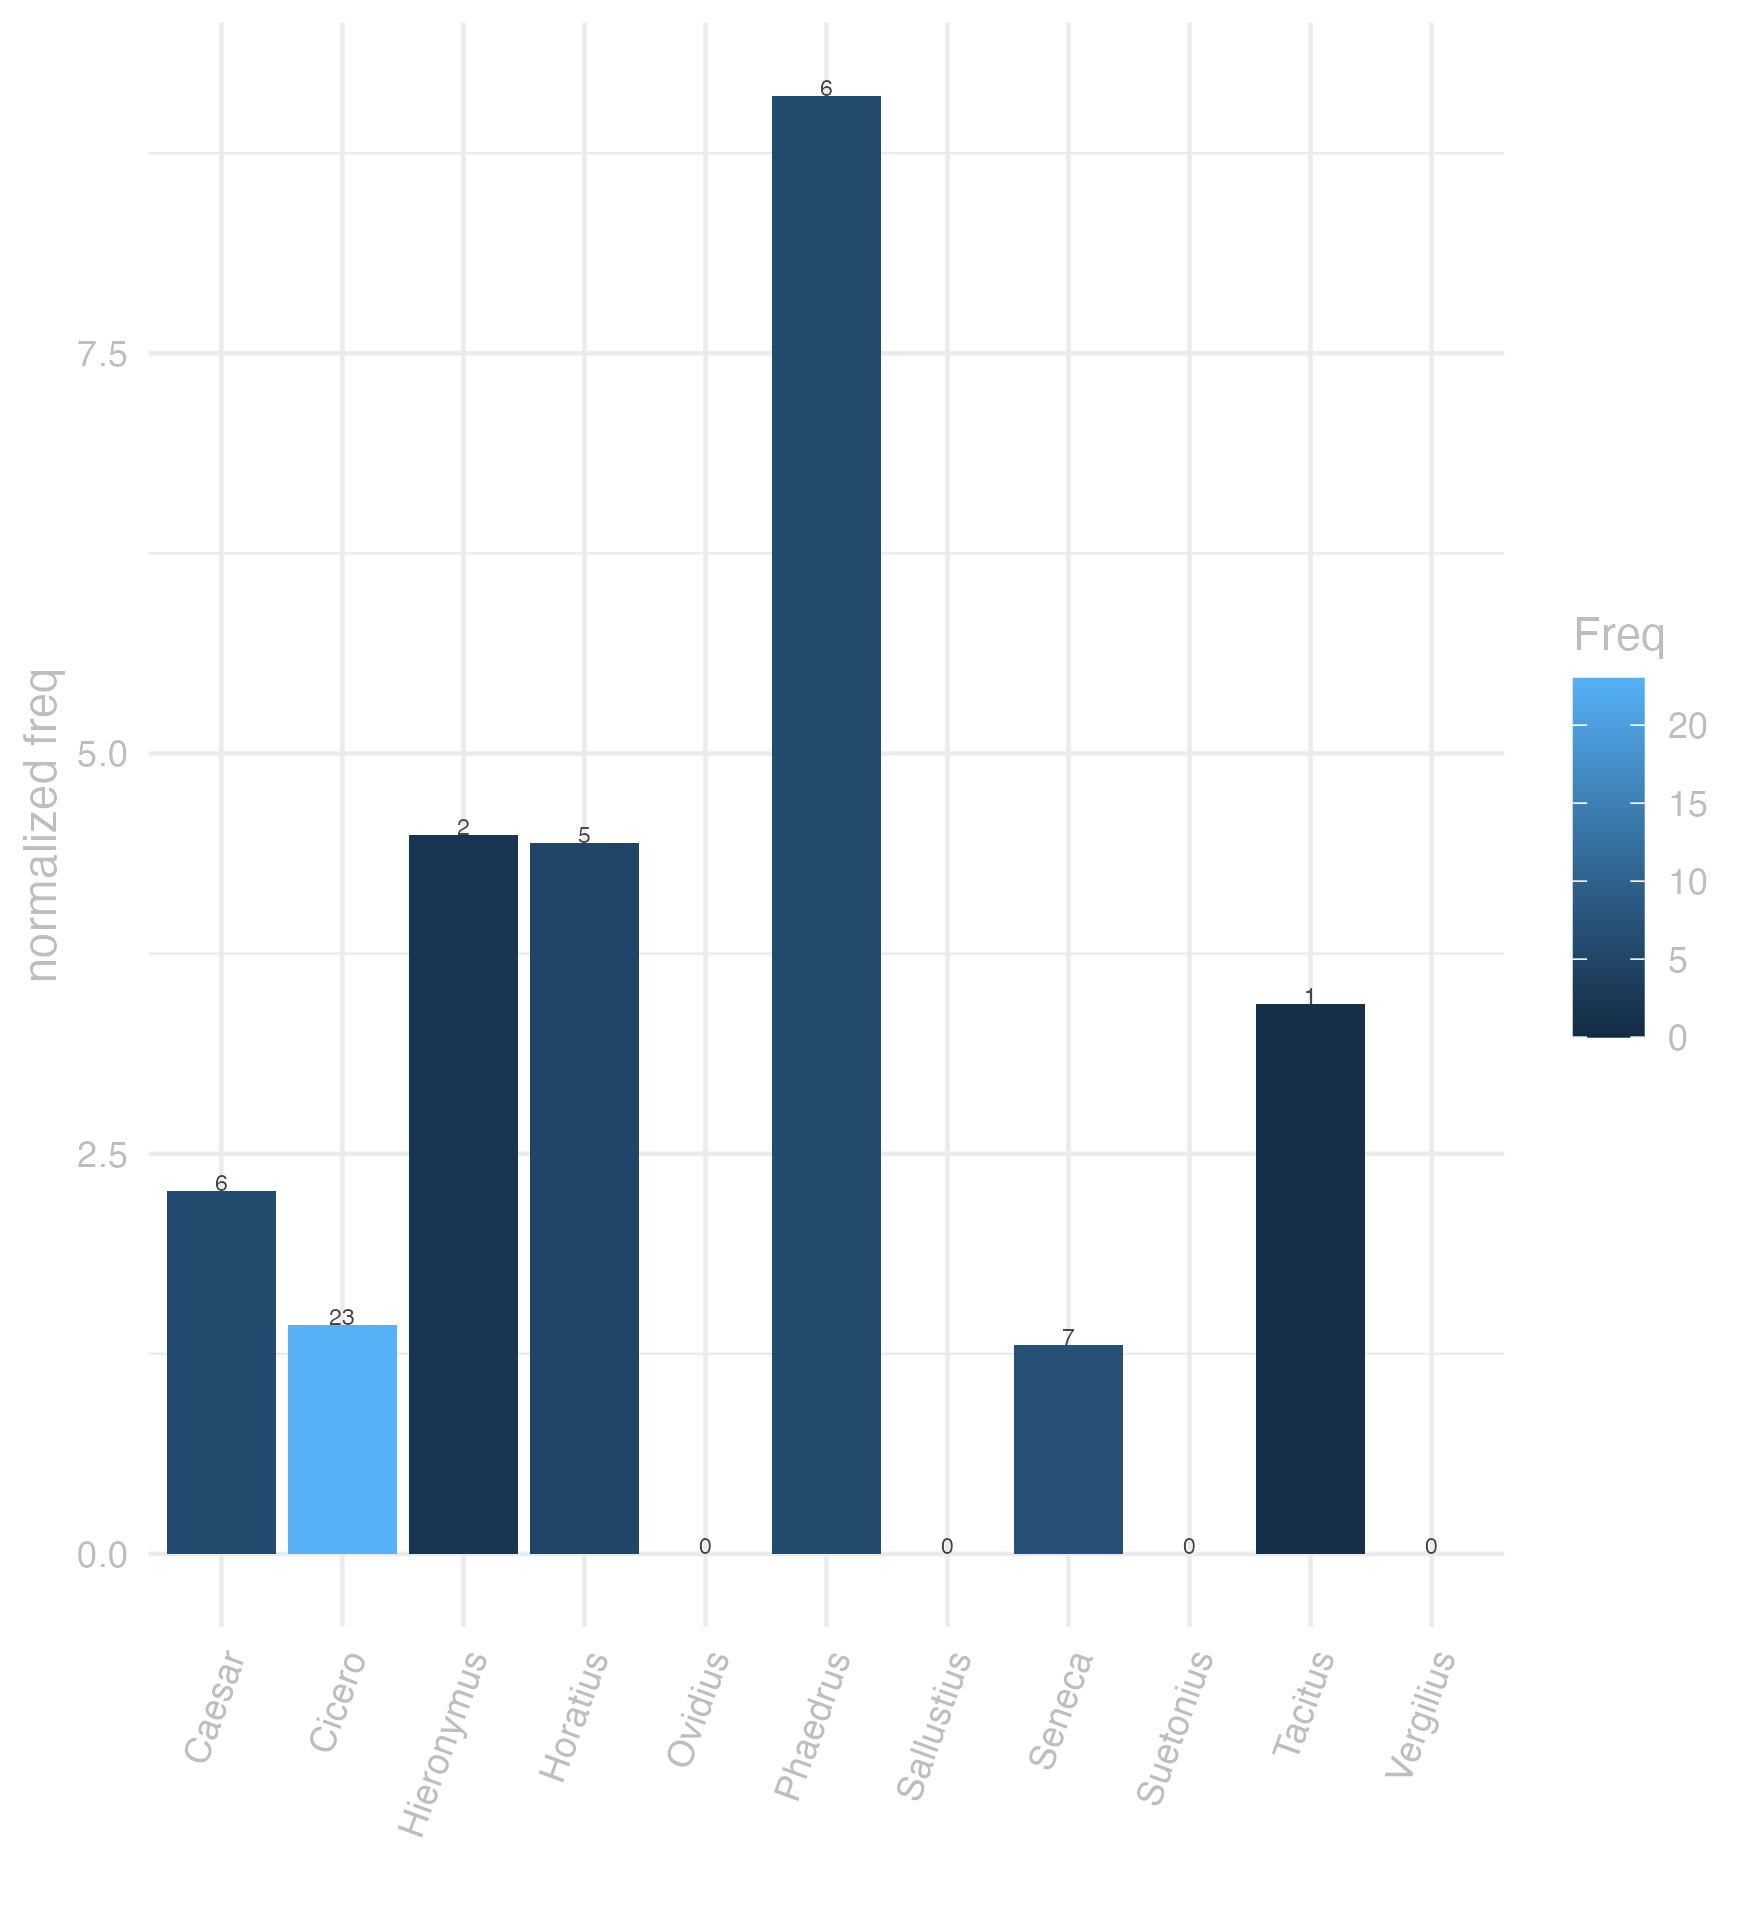 normalized freq
7.5
5.0
2.5
0.0
6
23
2
5
0
6
0
7
0
1
0
Caesar
Cicero
Hieronymus
Horatius
Ovidius
Phaedrus
Sallustius
Seneca
Suetonius
Tacitus
Vergilius
Freq
20
15
10
5
0